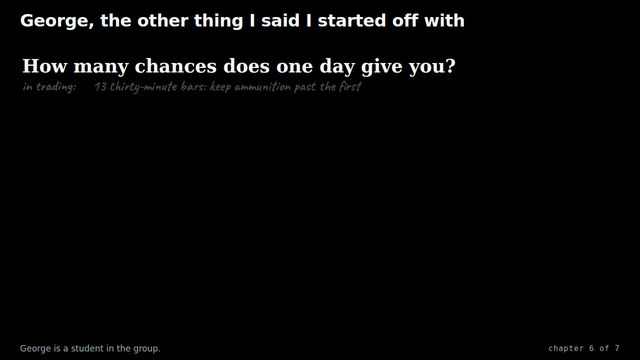 George, the other thing I said I started off with
How many chances does one day give you?
in trading: 13 thirty-minute bars: keep ammunition past the first
George is a student in the group.
chapter 6 of 7